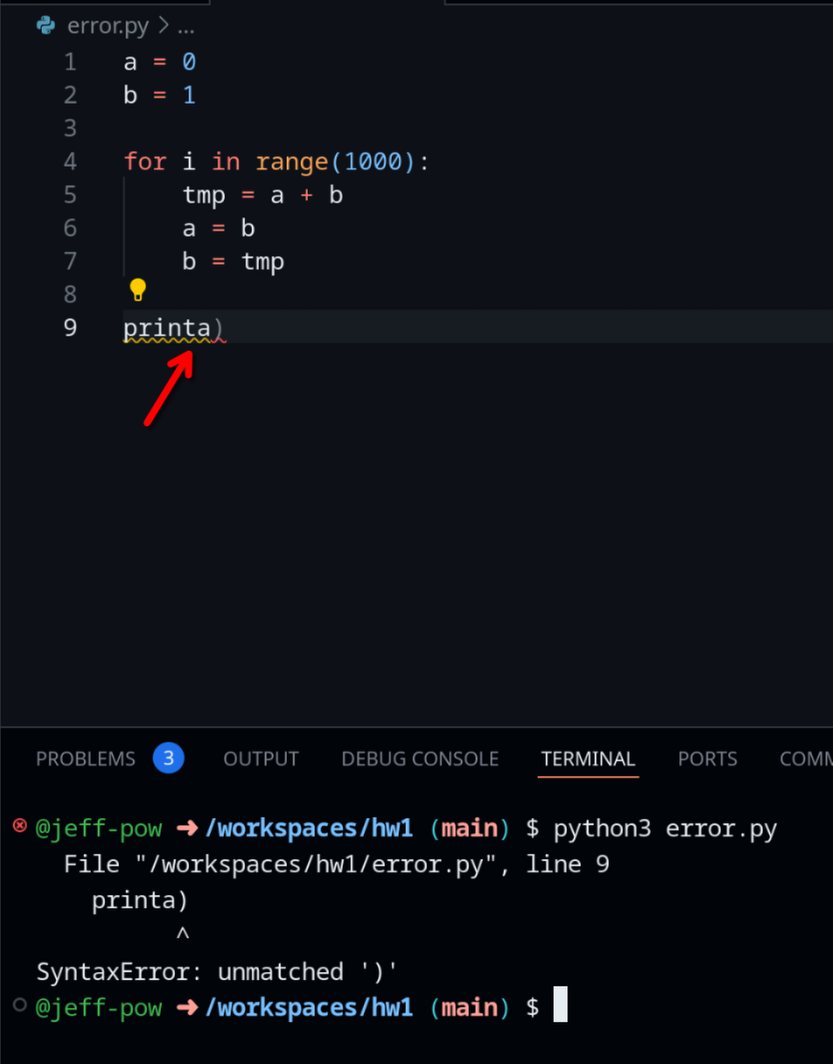 error.py > ...
1 a = 0
2 b = 1
3
4 for i in range(1000):
5     tmp = a + b
6     a = b
7     b = tmp
8
9 printa)
PROBLEMS 3 OUTPUT DEBUG CONSOLE TERMINAL PORTS COMM
@jeff-pow ➜ /workspaces/hw1 (main) $ python3 error.py
  File "/workspaces/hw1/error.py", line 9
    printa)
          ^
SyntaxError: unmatched ')'
@jeff-pow ➜ /workspaces/hw1 (main) $